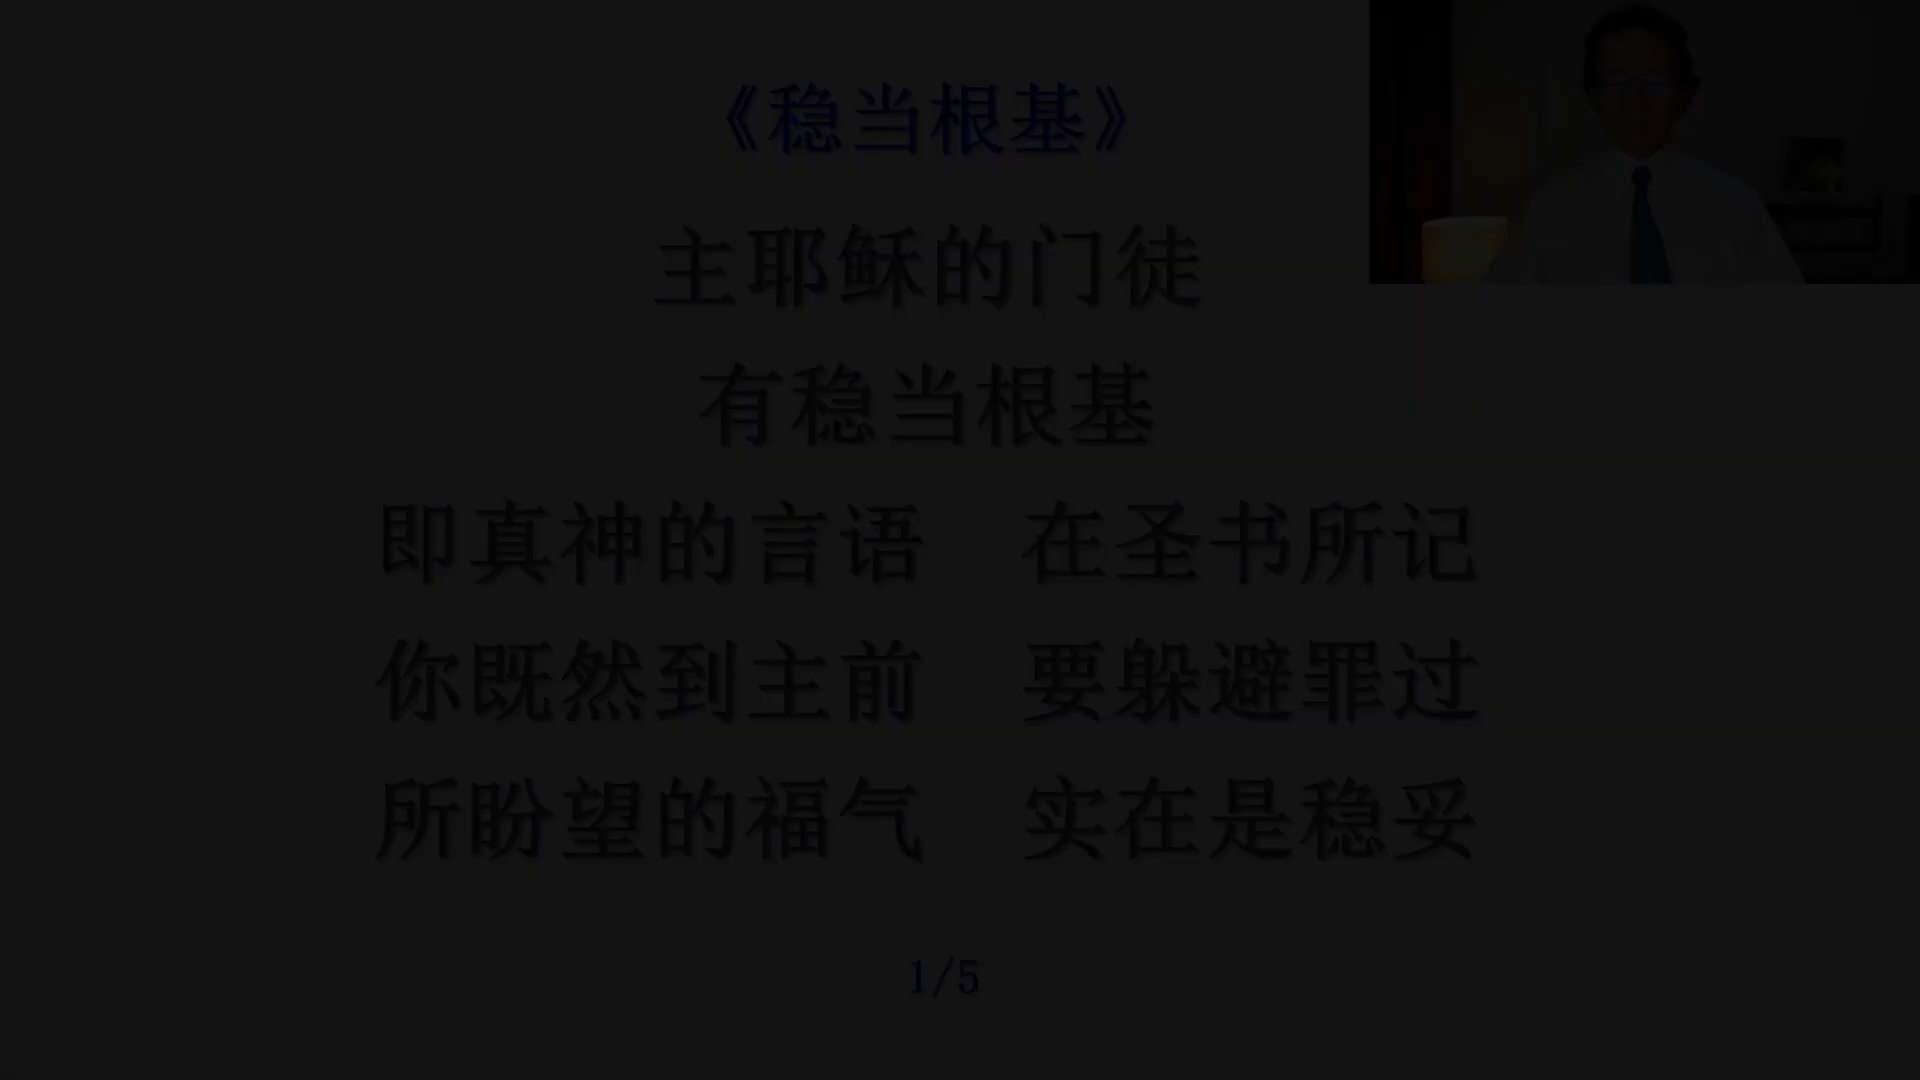 《稳当根基》
主耶稣的门徒
有稳当根基
即真神的言语 在圣书所记
你既然到主前 要躲避罪过
所盼望的福气 实在是稳妥
1/5